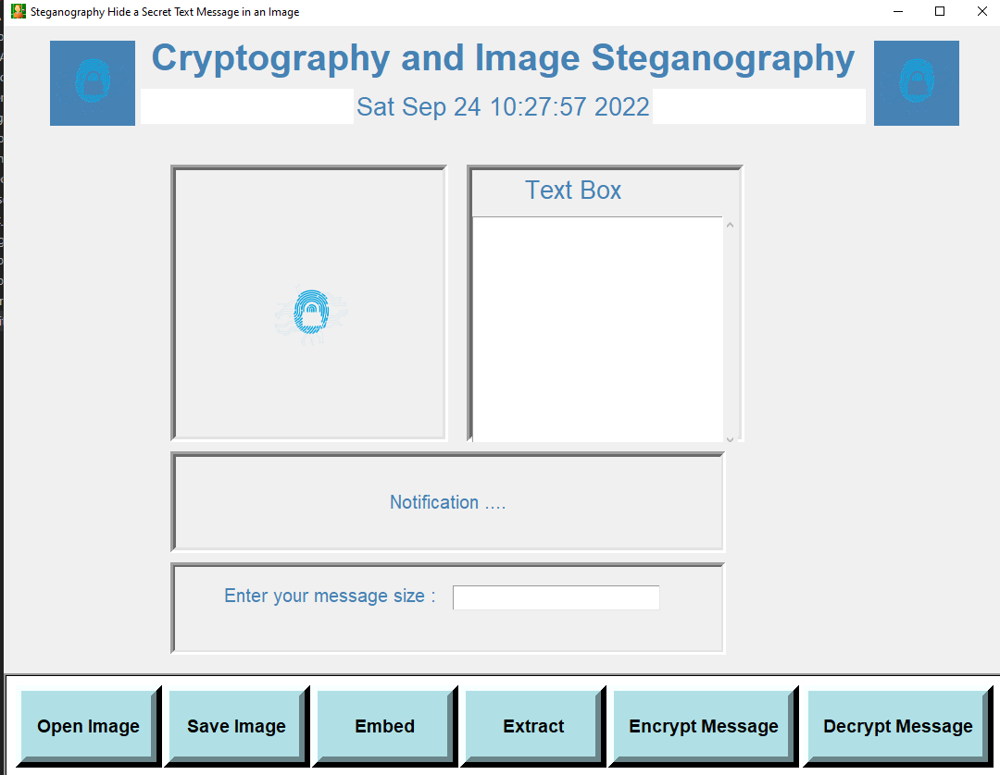 Steganography Hide a Secret Text Message in an Image
Cryptography and Image Steganography
Sat Sep 24 10:27:57 2022
Text Box
Notification ....
Enter your message size :
Open Image
Save Image
Embed
Extract
Encrypt Message
Decrypt Message